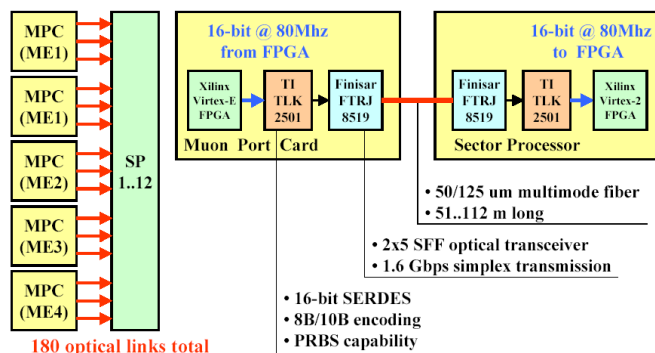 MPC
(ME1)
MPC
(ME1)
MPC
(ME2)
MPC
(ME3)
MPC
(ME4)
SP
1..12
180 optical links total
16-bit @ 80Mhz
from FPGA
Xilinx
Virtex-E
FPGA
TI
TLK
2501
Finisar
FTRJ
8519
Muon Port Card
16-bit @ 80Mhz
to FPGA
Finisar
FTRJ
8519
TI
TLK
2501
Xilinx
Virtex-2
FPGA
Sector Processor
• 50/125 um multimode fiber
• 51..112 m long
• 2x5 SFF optical transceiver
• 1.6 Gbps simplex transmission
• 16-bit SERDES
• 8B/10B encoding
• PRBS capability